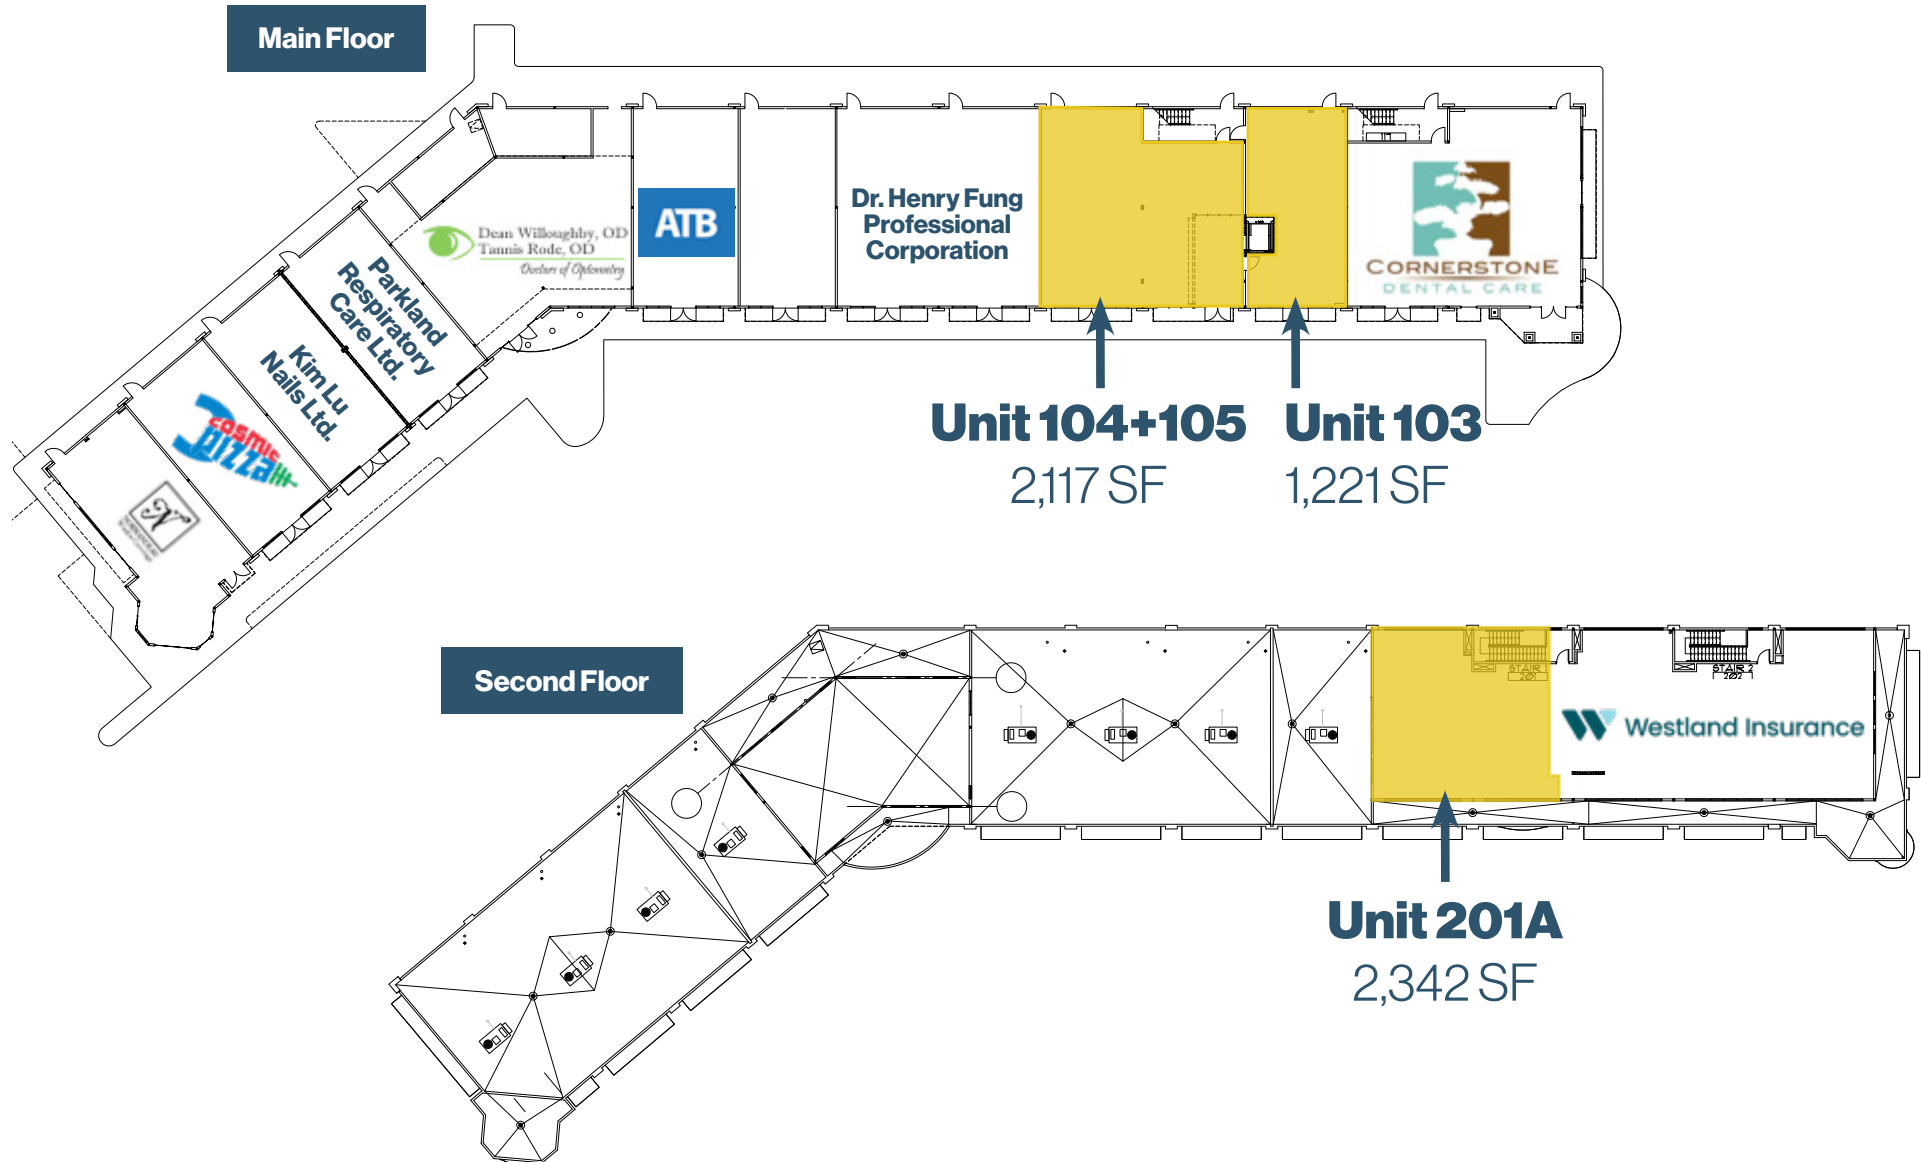 Main Floor
Dean Willoughby, OD
Tannis Rode, OD
Doctors of Optometry
ATB
Dr. Henry Fung
Professional
Corporation
CORNERSTONE
DENTAL CARE
Parkland
Respiratory
Care Ltd.
Kim Lu
Nails Ltd.
cosmic
pizza
N
Unit 104+105
2,117 SF
Unit 103
1,221 SF
Second Floor
STAIR
201
STAIR 2
202
Westland Insurance
Unit 201A
2,342 SF